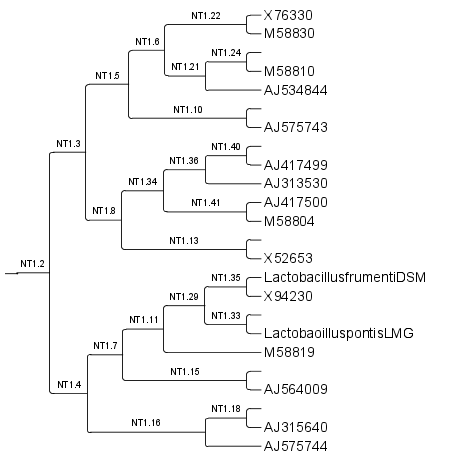 NT1.22
X76330
M58830
NT1.6
NT1.24
NT1.21
M58810
NT1.5
AJ534844
NT1.10
AJ575743
NT1.3
NT1.40
NT1.36
AJ417499
NT1.34
AJ313530
NT1.41
AJ417500
NT1.8
M58804
NT1.13
X52653
NT1.2
NT1.35
LactobacillusfrumentiDSM
NT1.29
X94230
NT1.33
NT1.11
LactobaoilluspontisLMG
NT1.7
M58819
NT1.15
NT1.4
AJ564009
NT1.18
NT1.16
AJ315640
AJ575744